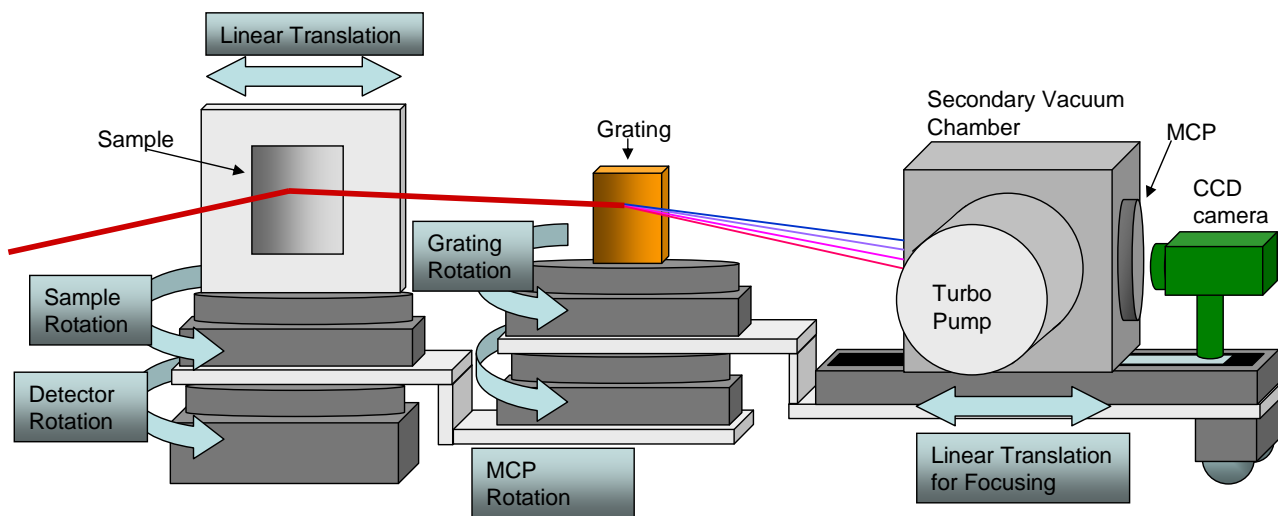 Linear Translation
Sample
Grating
Secondary Vacuum
Chamber
MCP
CCD
camera
Grating
Rotation
Sample
Rotation
Turbo
Pump
Detector
Rotation
MCP
Rotation
Linear Translation
for Focusing